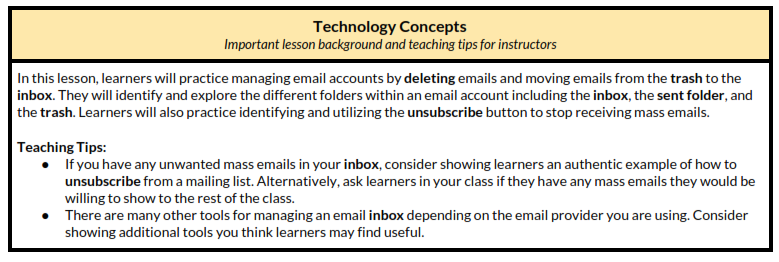 Technology Concepts
Important lesson background and teaching tips for instructors
In this lesson, learners will practice managing email accounts by deleting emails and moving emails from the trash to the
inbox. They will identify and explore the different folders within an email account including the inbox, the sent folder, and
the trash. Learners will also practice identifying and utilizing the unsubscribe button to stop receiving mass emails.
Teaching Tips:
● If you have any unwanted mass emails in your inbox, consider showing learners an authentic example of how to
unsubscribe from a mailing list. Alternatively, ask learners in your class if they have any mass emails they would be
willing to show to the rest of the class.
● There are many other tools for managing an email inbox depending on the email provider you are using. Consider
showing additional tools you think learners may find useful.